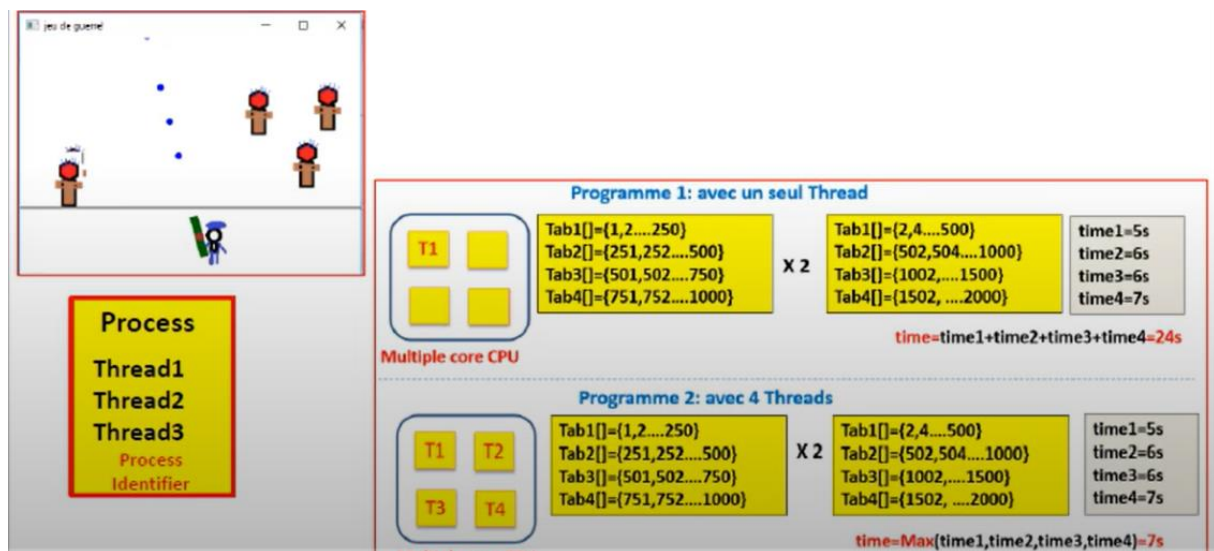 jeu de guerre!
Process
Thread1
Thread2
Thread3
Process
Identifier
Programme 1: avec un seul Thread
T1
Multiple core CPU
Tab1[]={1,2....250}
Tab2[]={251,252....500}
Tab3[]={501,502....750}
Tab4[]={751,752....1000}
X 2
Tab1[]={2,4....500}
Tab2[]={502,504....1000}
Tab3[]={1002,....1500}
Tab4[]={1502, ....2000}
time1=5s
time2=6s
time3=6s
time4=7s
time=time1+time2+time3+time4=24s
Programme 2: avec 4 Threads
T1 T2
T3 T4
Tab1[]={1,2....250}
Tab2[]={251,252....500}
Tab3[]={501,502....750}
Tab4[]={751,752....1000}
X 2
Tab1[]={2,4....500}
Tab2[]={502,504....1000}
Tab3[]={1002,....1500}
Tab4[]={1502, ....2000}
time1=5s
time2=6s
time3=6s
time4=7s
time=Max(time1,time2,time3,time4)=7s